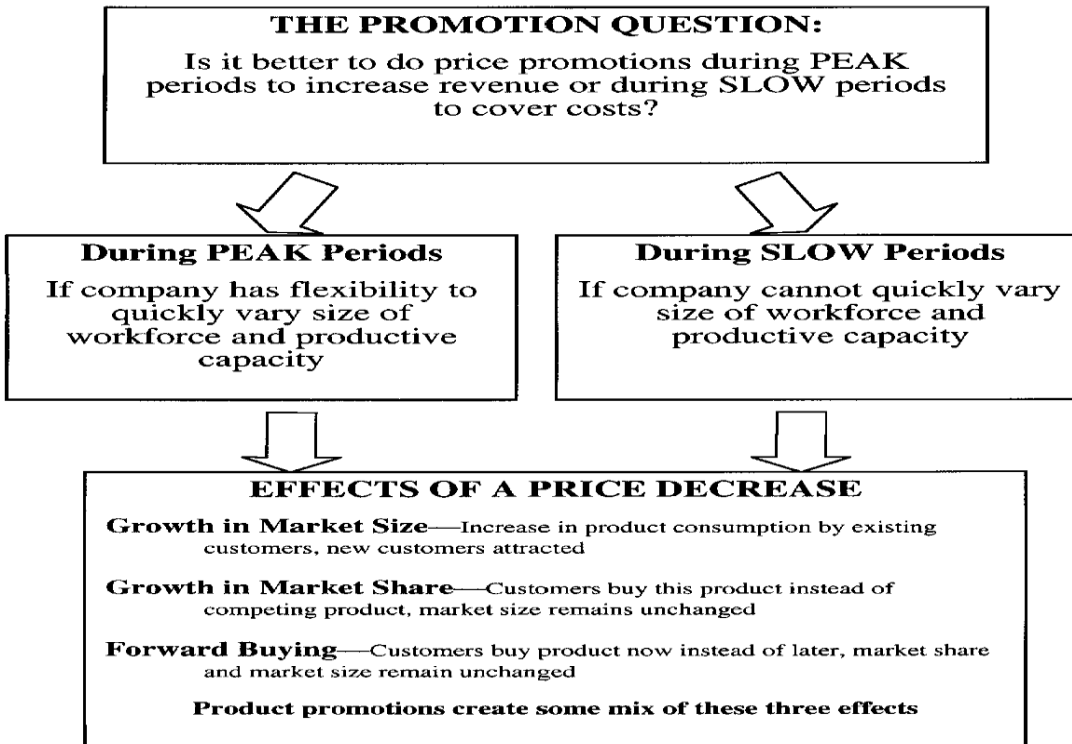 THE PROMOTION QUESTION:
Is it better to do price promotions during PEAK
periods to increase revenue or during SLOW periods
to cover costs?
During PEAK Periods
If company has flexibility to
quickly vary size of
workforce and productive
capacity
During SLOW Periods
If company cannot quickly vary
size of workforce and
productive capacity
EFFECTS OF A PRICE DECREASE
Growth in Market Size—Increase in product consumption by existing
customers, new customers attracted
Growth in Market Share—Customers buy this product instead of
competing product, market size remains unchanged
Forward Buying—Customers buy product now instead of later, market share
and market size remain unchanged
Product promotions create some mix of these three effects